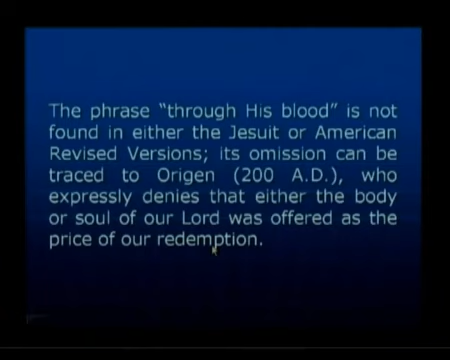 The phrase “through His blood” is not
found in either the Jesuit or American
Revised Versions; its omission can be
traced to Origen (200 A.D.), who
expressly denies that either the body
or soul of our Lord was offered as the
price of our redemption.